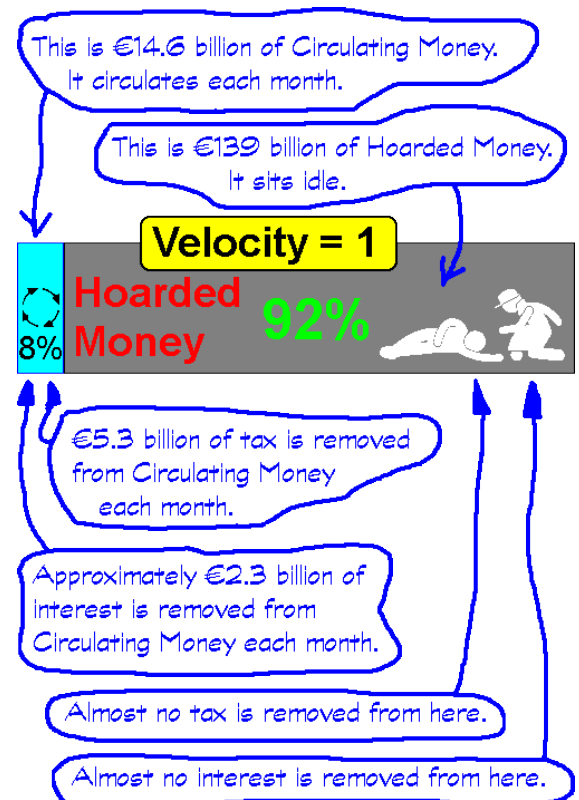 This is €14.6 billion of Circulating Money.
It circulates each month.
This is €139 billion of Hoarded Money.
It sits idle.
Velocity = 1
Hoarded
Money
92%
8%
€5.3 billion of tax is removed
from Circulating Money
each month.
Approximately €2.3 billion of
interest is removed from
Circulating Money each month.
Almost no tax is removed from here.
Almost no interest is removed from here.